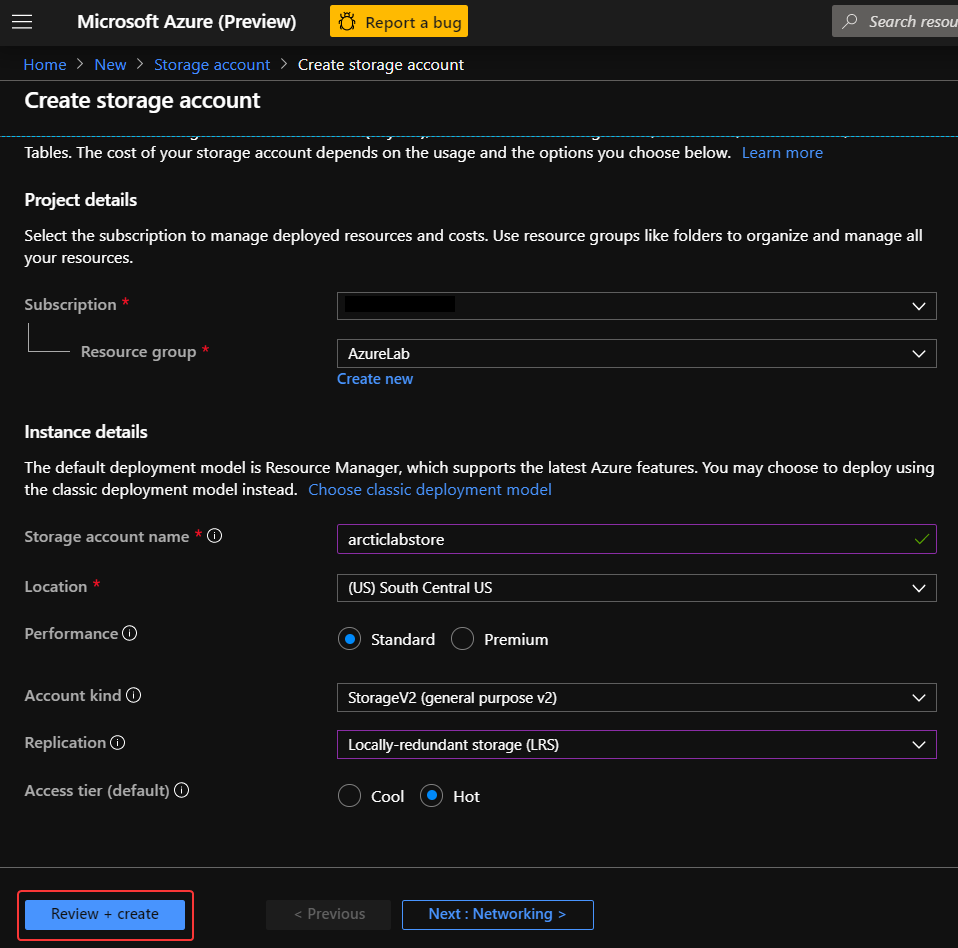 Microsoft Azure (Preview)
Report a bug
Search resou
Home > New > Storage account > Create storage account
Create storage account
Tables. The cost of your storage account depends on the usage and the options you choose below. Learn more
Project details
Select the subscription to manage deployed resources and costs. Use resource groups like folders to organize and manage all
your resources.
Subscription *
Resource group *
AzureLab
Create new
Instance details
The default deployment model is Resource Manager, which supports the latest Azure features. You may choose to deploy using
the classic deployment model instead. Choose classic deployment model
Storage account name *
arcticlabstore
Location *
(US) South Central US
Performance
Standard
Premium
Account kind
StorageV2 (general purpose v2)
Replication
Locally-redundant storage (LRS)
Access tier (default)
Cool
Hot
Review + create
< Previous
Next : Networking >